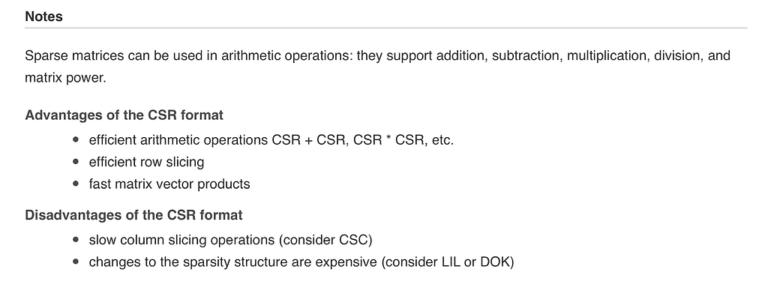 Notes
Sparse matrices can be used in arithmetic operations: they support addition, subtraction, multiplication, division, and
matrix power.
Advantages of the CSR format
• efficient arithmetic operations CSR + CSR, CSR * CSR, etc.
• efficient row slicing
• fast matrix vector products
Disadvantages of the CSR format
• slow column slicing operations (consider CSC)
• changes to the sparsity structure are expensive (consider LIL or DOK)